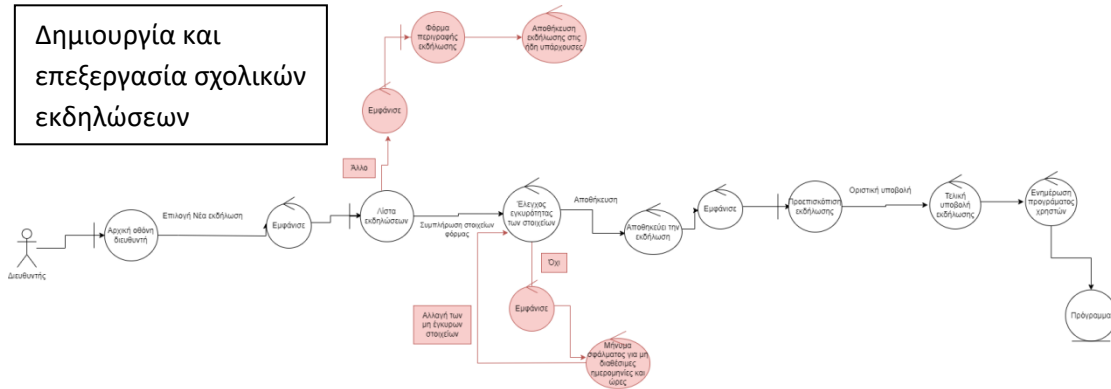 Δημιουργία και
επεξεργασία σχολικών
εκδηλώσεων
Φόρμα
περιγραφής
εκδήλωσης
Αποθήκευση
εκδήλωσης στις
ήδη υπάρχουσες
Εμφάνισε
Άλλο
Διευθυντής
Αρχική οθόνη
διευθυντή
Επιλογή Νέα εκδήλωση
Εμφάνισε
Λίστα
εκδηλώσεων
Συμπλήρωση στοιχείων
φόρμας
Έλεγχος
εγκυρότητας
των στοιχείων
Αποθήκευση
Αποθηκεύει την
εκδήλωση
Εμφάνισε
Προεπισκόπιση
εκδήλωσης
Οριστική υποβολή
Τελική
υποβολή
εκδήλωσης
Ενημέρωση
προγράματος
χρηστών
Πρόγραμμα
Όχι
Εμφάνισε
Αλλαγή των
μη έγκυρων
στοιχείων
Μήνυμα
σφάλματος για μη
διαθέσιμες
ημερομηνίες και
ώρες